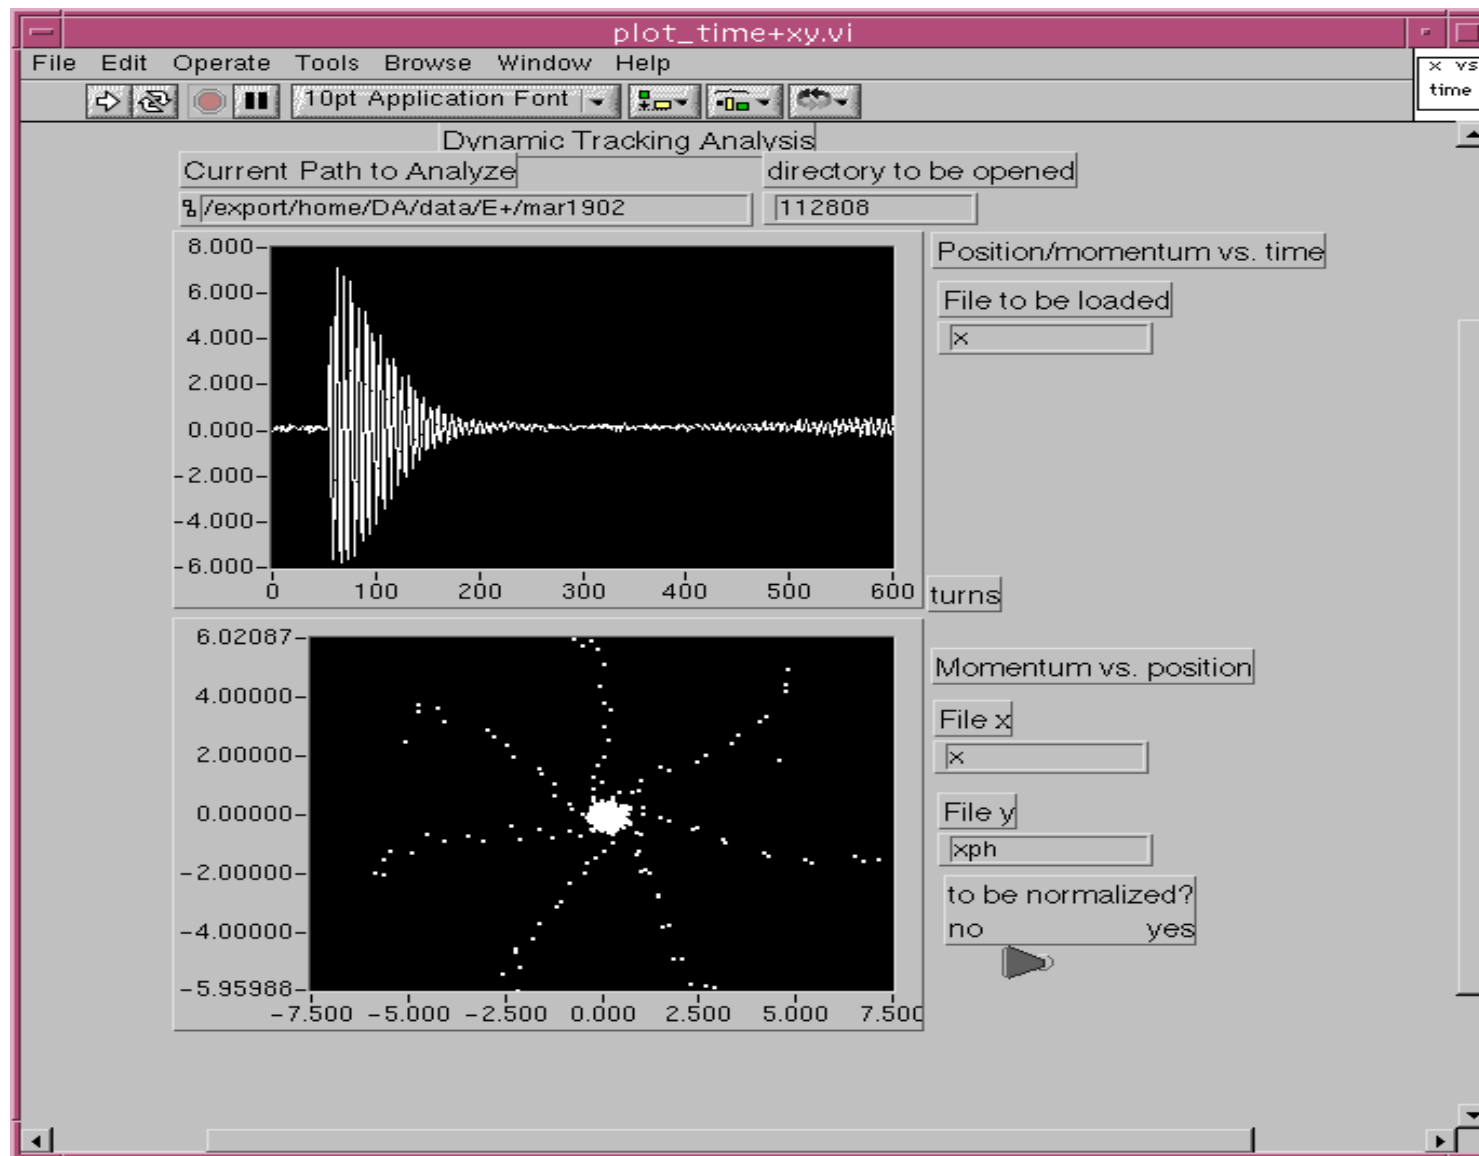 plot_time+xy.vi
File Edit Operate Tools Browse Window Help
x vs
time
10pt Application Font
Dynamic Tracking Analysis
Current Path to Analyze
directory to be opened
/export/home/DA/data/E+/mar1902
112808
8.000
6.000
4.000
2.000
0.000
-2.000
-4.000
-6.000
0 100 200 300 400 500 600
Position/momentum vs. time
File to be loaded
x
turns
6.02087
4.00000
2.00000
0.00000
-2.00000
-4.00000
-5.95988
-7.500 -5.000 -2.500 0.000 2.500 5.000 7.500
Momentum vs. position
File x
x
File y
xph
to be normalized?
no yes